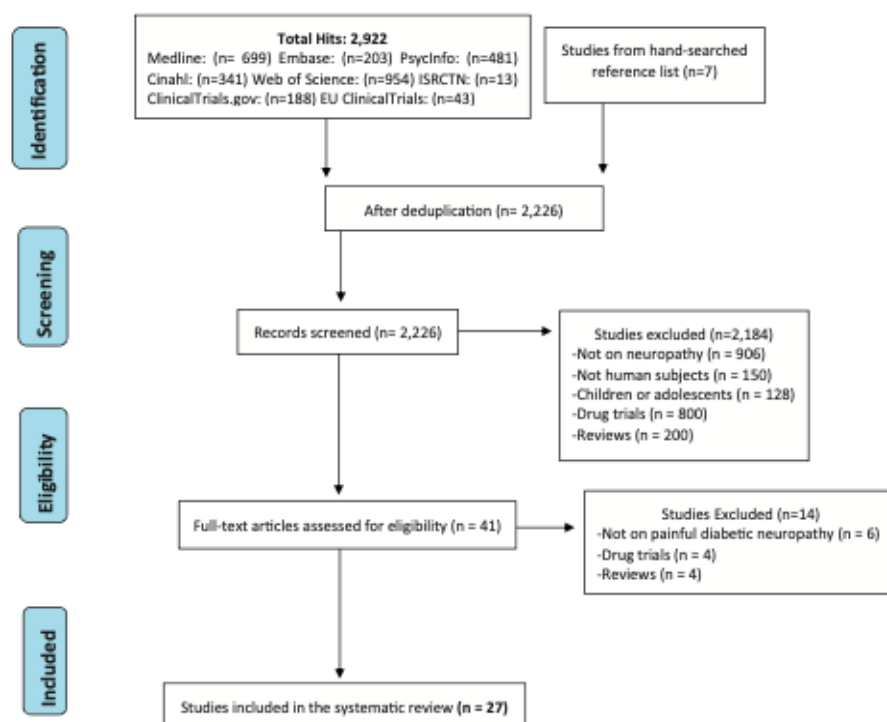 Identification
Total Hits: 2,922
Medline: (n= 699) Embase: (n=203) PsycInfo: (n=481)
Cinahl: (n=341) Web of Science: (n=954) ISRCTN: (n=13)
ClinicalTrials.gov: (n=188) EU ClinicalTrials: (n=43)
Studies from hand-searched
reference list (n=7)
After deduplication (n= 2,226)
Screening
Records screened (n= 2,226)
Studies excluded (n=2,184)
-Not on neuropathy (n = 906)
-Not human subjects (n = 150)
-Children or adolescents (n = 128)
-Drug trials (n = 800)
-Reviews (n = 200)
Eligibility
Full-text articles assessed for eligibility (n = 41)
Studies Excluded (n=14)
-Not on painful diabetic neuropathy (n = 6)
-Drug trials (n = 4)
-Reviews (n = 4)
Included
Studies included in the systematic review (n = 27)